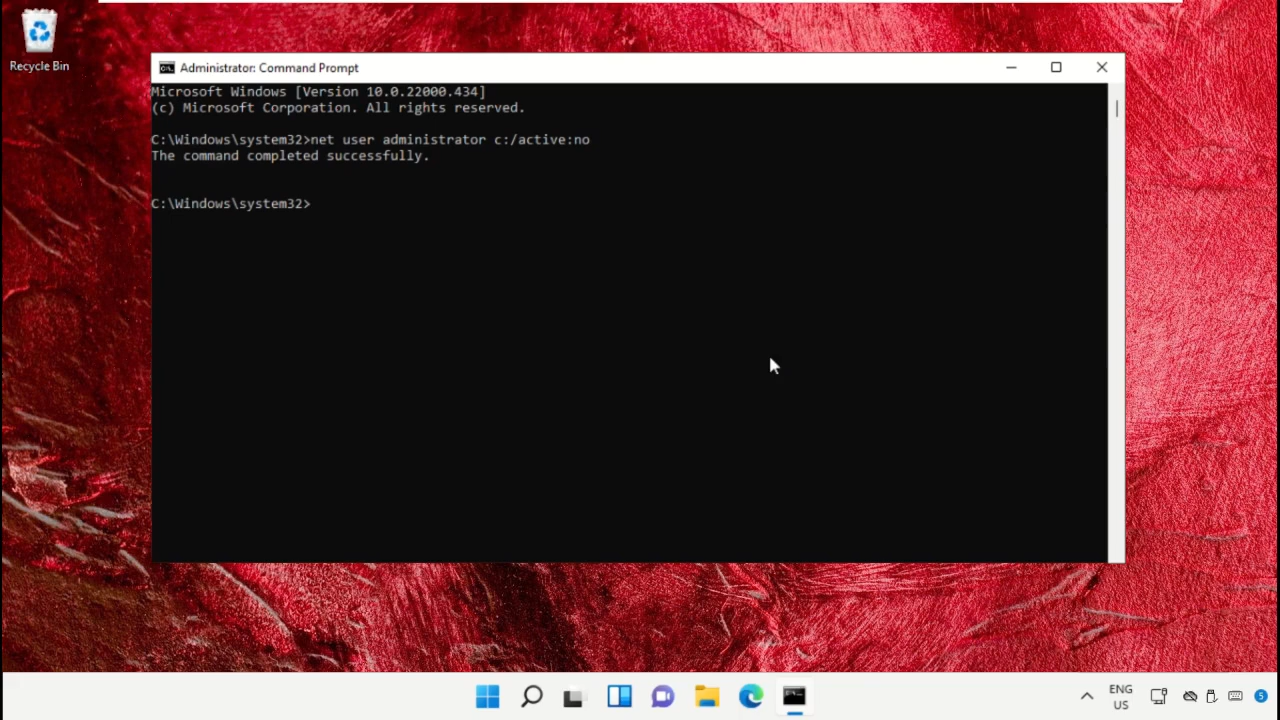 Recycle Bin
Administrator: Command Prompt
Microsoft Windows [Version 10.0.22000.434]
(c) Microsoft Corporation. All rights reserved.
C:\Windows\system32>net user administrator c:/active:no
The command completed successfully.
C:\Windows\system32>
ENG
US
5